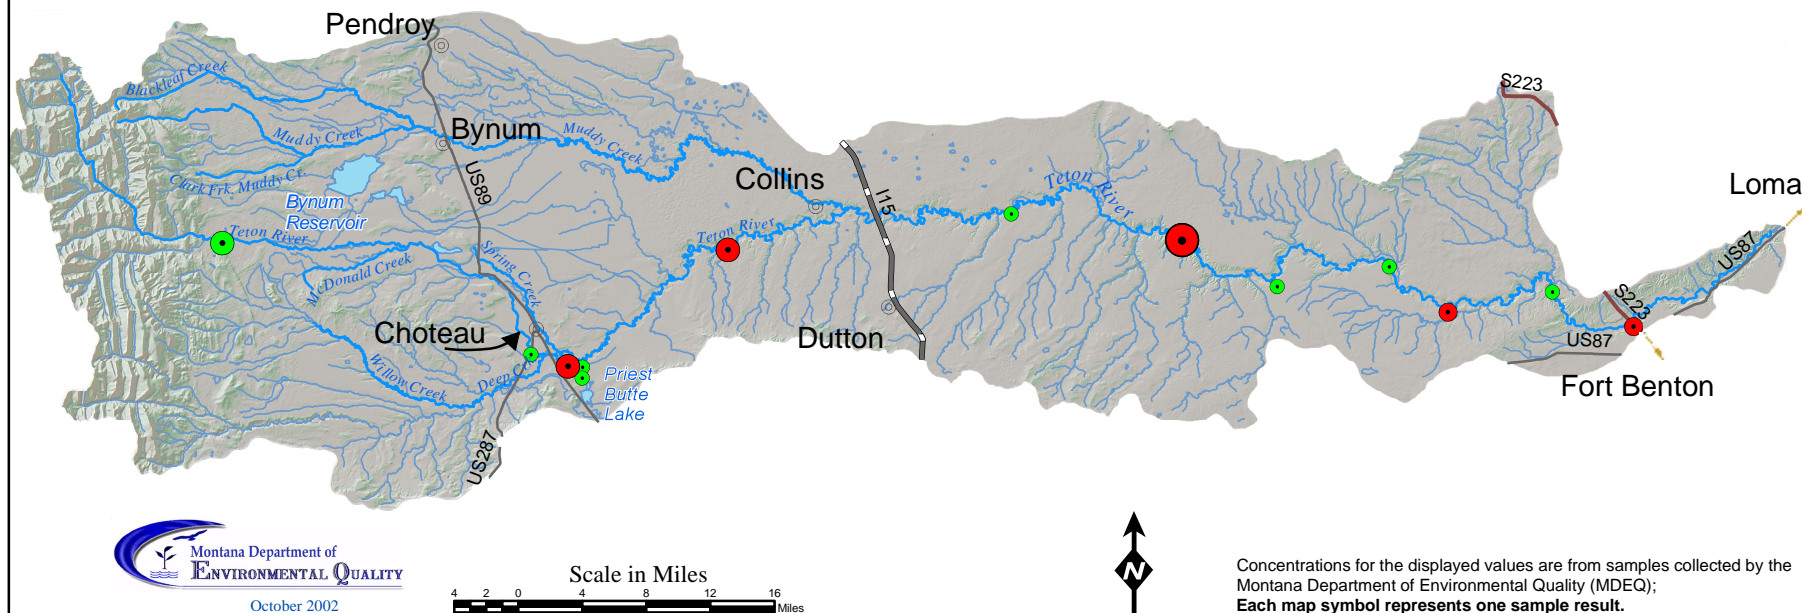 Pendroy
S223
Blackleaf Creek
Muddy Creek
Bynum
Muddy Creek
Clark Frk. Muddy Cr.
US89
Collins
Teton River
Loma
Bynum
Reservoir
I15
Teton River
Teton River
Spring Creek
McDonald Creek
US87
S223
Choteau
Dutton
US87
Willow Creek
Deep C
Priest
Butte
Lake
Fort Benton
US287
Montana Department of
ENVIRONMENTAL QUALITY
October 2002
Scale in Miles
4 2 0 4 8 12 16
Miles
N
Concentrations for the displayed values are from samples collected by the
Montana Department of Environmental Quality (MDEQ);
Each map symbol represents one sample result.